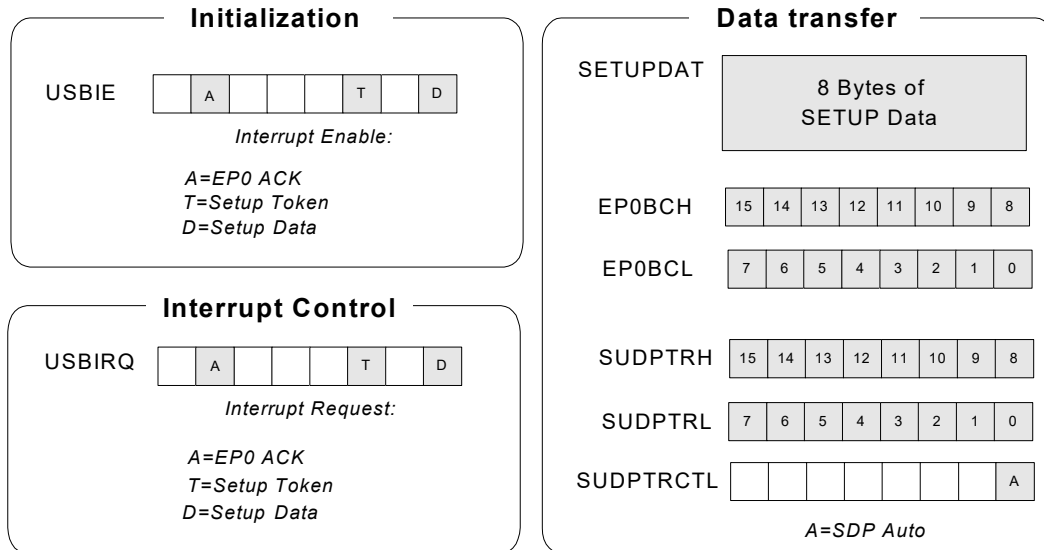 Initialization
USBIE
A T D
Interrupt Enable:
A=EP0 ACK
T=Setup Token
D=Setup Data
Interrupt Control
USBIRQ
A T D
Interrupt Request:
A=EP0 ACK
T=Setup Token
D=Setup Data
Data transfer
SETUPDAT
8 Bytes of
SETUP Data
EP0BCH
15 14 13 12 11 10 9 8
EP0BCL
7 6 5 4 3 2 1 0
SUDPTRH
15 14 13 12 11 10 9 8
SUDPTRL
7 6 5 4 3 2 1 0
SUDPTRCTL
A
A=SDP Auto